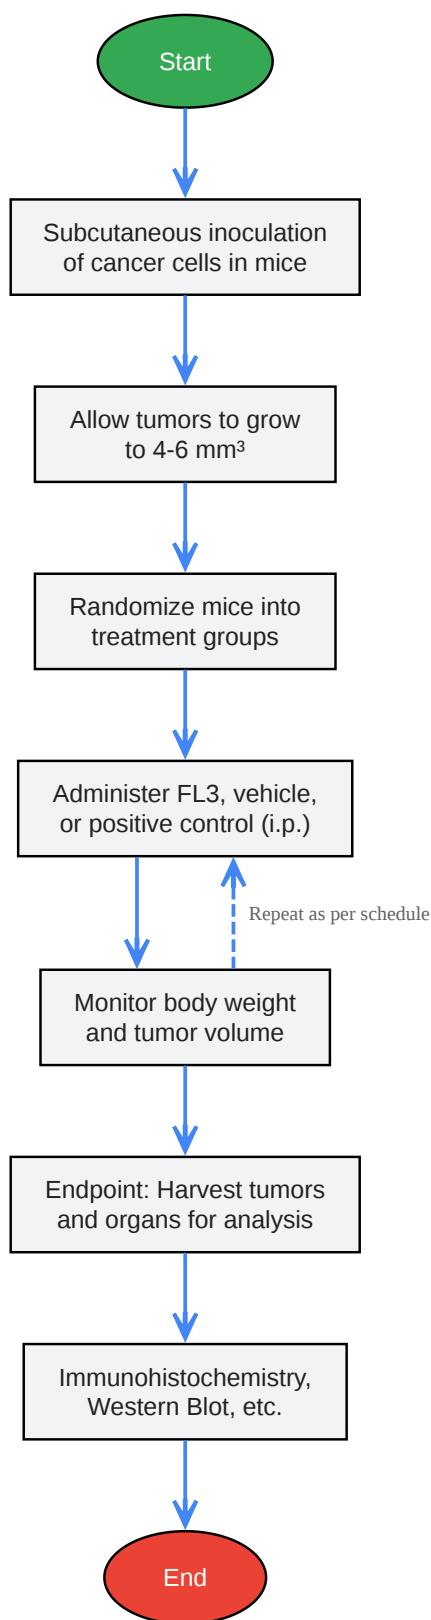 Start
Subcutaneous inoculation
of cancer cells in mice
Allow tumors to grow
to 4-6 mm³
Randomize mice into
treatment groups
Administer FL3, vehicle,
or positive control (i.p.)
Repeat as per schedule
Monitor body weight
and tumor volume
Endpoint: Harvest tumors
and organs for analysis
Immunohistochemistry,
Western Blot, etc.
End